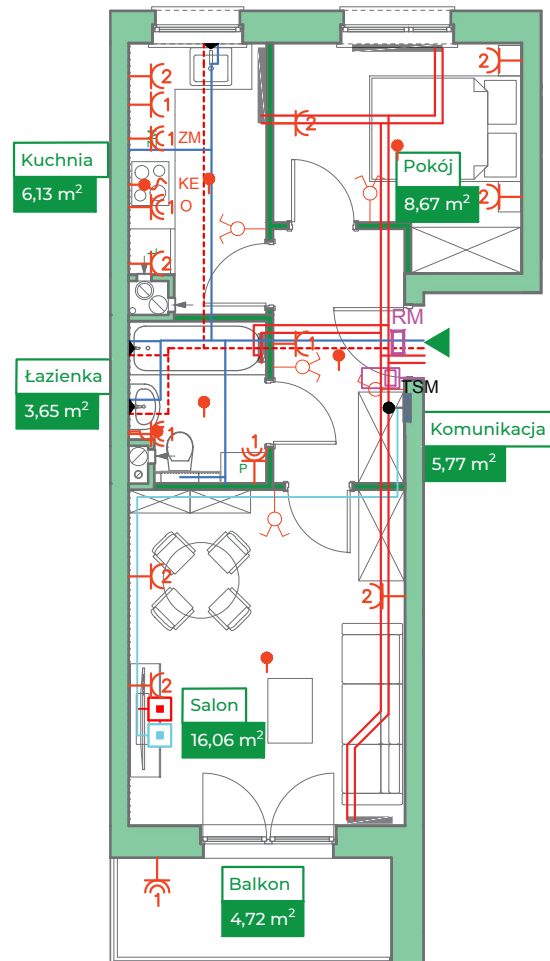 2
2
1
2
1
ZM
Kuchnia
6,13 m²
KE
O
1
Pokój
8,67 m²
2
2
RM
1
Łazienka
3,65 m²
TSM
Komunikacja
5,77 m²
1
1
P
2
2
2
Salon
16,06 m²
Balkon
4,72 m²
1